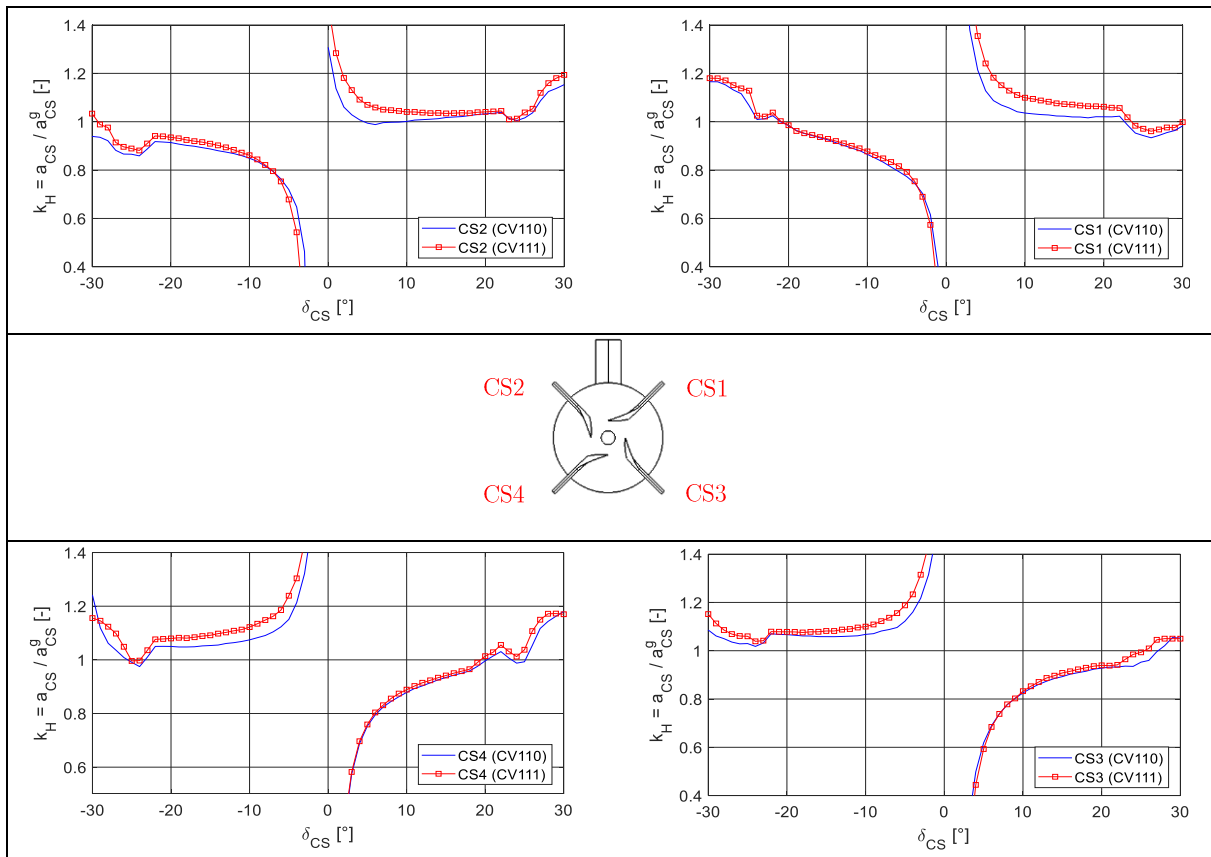 1.4
1.2
1
0.8
0.6
0.4
k_H = a_CS / a^g_CS [-]
CS2 (CV110)
CS2 (CV111)
-30 -20 -10 0 10 20 30
δ_CS [°]
1.4
1.2
1
0.8
0.6
0.4
k_H = a_CS / a^g_CS [-]
CS1 (CV110)
CS1 (CV111)
-30 -20 -10 0 10 20 30
δ_CS [°]
CS2 CS1
CS4 CS3
1.4
1.2
1
0.8
0.6
k_H = a_CS / a^g_CS [-]
CS4 (CV110)
CS4 (CV111)
-30 -20 -10 0 10 20 30
δ_CS [°]
1.4
1.2
1
0.8
0.6
0.4
k_H = a_CS / a^g_CS [-]
CS3 (CV110)
CS3 (CV111)
-30 -20 -10 0 10 20 30
δ_CS [°]